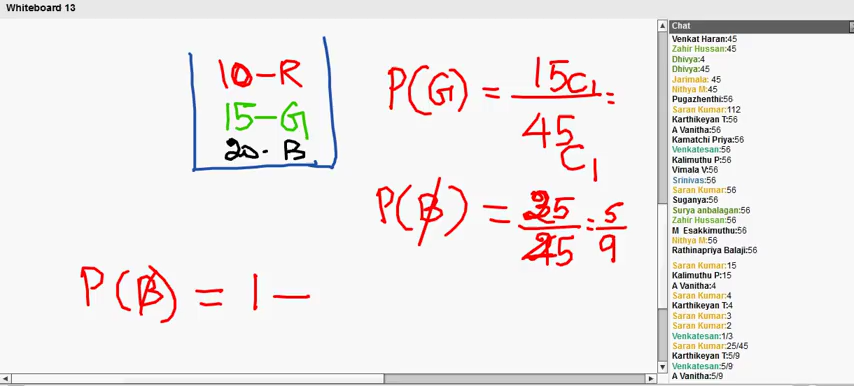 Whiteboard 13
10-R
15-G
20. B
P(G) = 15C1 / 45C1 =
P(B̸) = 25/45 = 5/9
P(B̸) = 1 -
Chat
Venkat Haran:45
Zahir Hussan:45
Dhivya:4
Dhivya:45
Jarimala: 45
Nithya M:45
Pugazhenthi:56
Saran Kumar:112
Karthikeyan T:56
A Vanitha:56
Kamatchi Priya:56
Venkatesan:56
Kalimuthu P:56
Vimala V:56
Srinivas:56
Saran Kumar:56
Suganya:56
Surya anbalagan:56
Zahir Hussan:56
M Esakkimuthu:56
Nithya M:56
Rathinapriya Balaji:56
Saran Kumar:15
Kalimuthu P:15
A Vanitha:4
Saran Kumar:4
Karthikeyan T:4
Saran Kumar:3
Saran Kumar:2
Venkatesan:1/3
Saran Kumar:25/45
Karthikeyan T:5/9
Venkatesan:5/9
A Vanitha:5/9